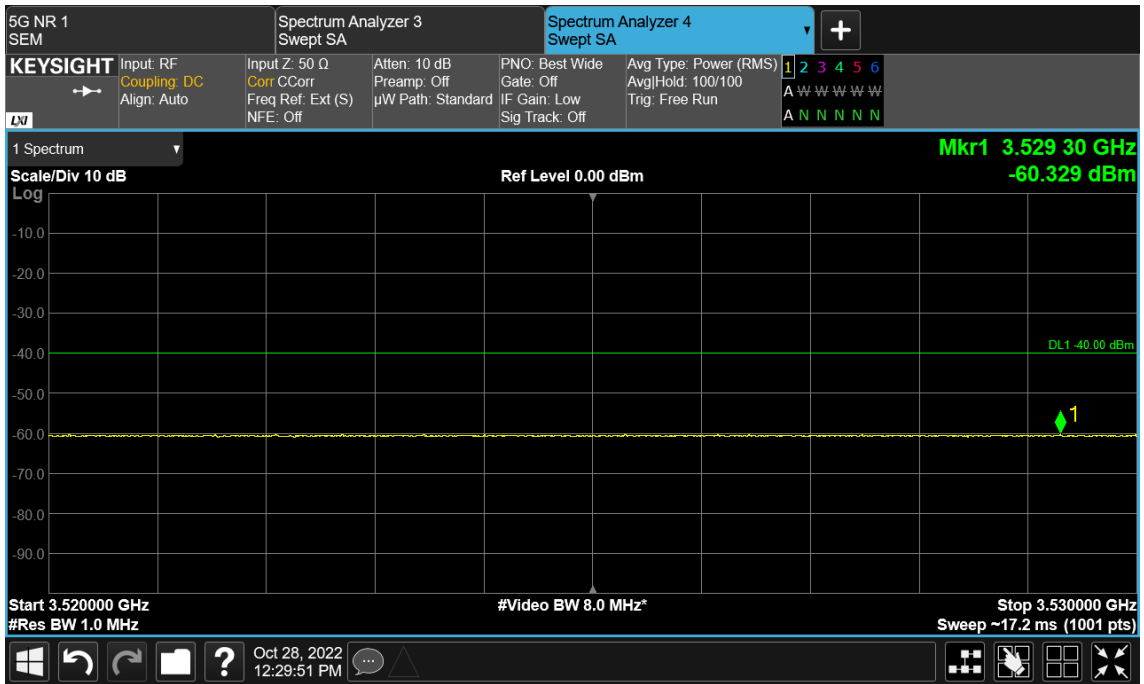 5G NR 1
SEM
Spectrum Analyzer 3
Swept SA
Spectrum Analyzer 4
Swept SA
KEYSIGHT
LXI
Input: RF
Coupling: DC
Align: Auto
Input Z: 50 Ω
Corr CCorr
Freq Ref: Ext (S)
NFE: Off
Atten: 10 dB
Preamp: Off
µW Path: Standard
PNO: Best Wide
Gate: Off
IF Gain: Low
Sig Track: Off
Avg Type: Power (RMS)
Avg|Hold: 100/100
Trig: Free Run
1 2 3 4 5 6
A W W W W W
A N N N N N
1 Spectrum
Mkr1 3.529 30 GHz
-60.329 dBm
Scale/Div 10 dB
Ref Level 0.00 dBm
Log
-10.0
-20.0
-30.0
-40.0
DL1 -40.00 dBm
-50.0
1
-60.0
-70.0
-80.0
-90.0
Start 3.520000 GHz
#Video BW 8.0 MHz*
Stop 3.530000 GHz
#Res BW 1.0 MHz
Sweep ~17.2 ms (1001 pts)
?
Oct 28, 2022
12:29:51 PM